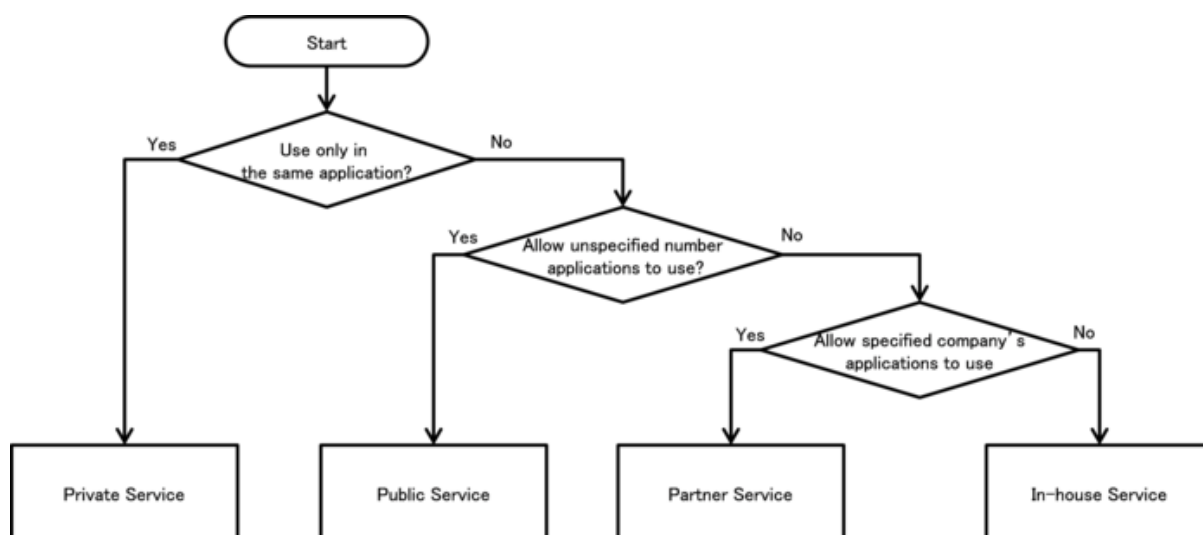 Start
Yes
No
Use only in
the same application?
Yes
No
Allow unspecified number
applications to use?
Yes
No
Allow specified company's
applications to use
Private Service
Public Service
Partner Service
In-house Service